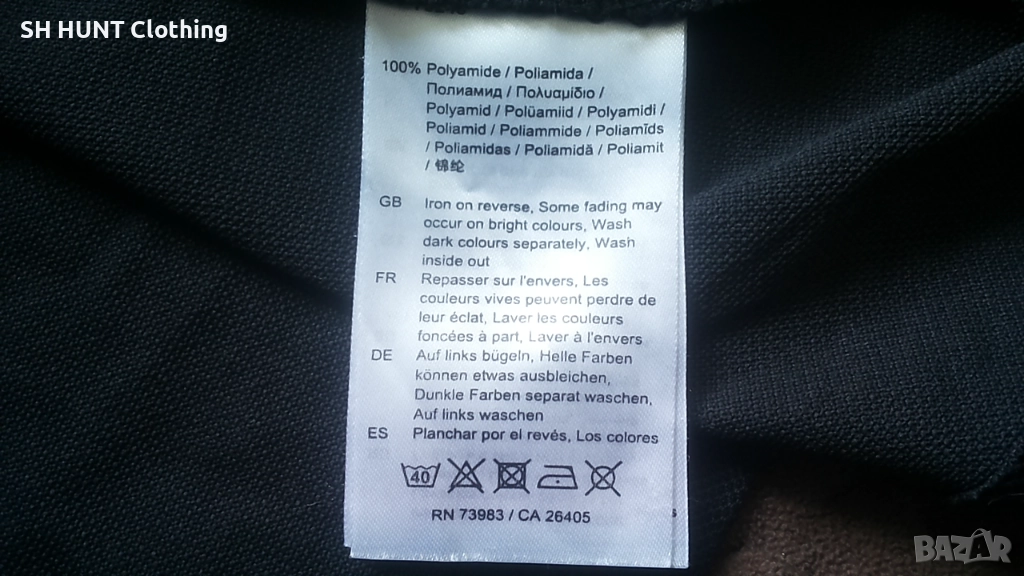 SH HUNT Clothing
100% Polyamide / Poliamida /
Полиамид / Πολυαμίδιο /
Polyamid / Polüamiid / Polyamidi /
Poliamid / Poliammide / Poliamīds
/ Poliamidas / Poliamidă / Poliamit
/ 锦纶
GB Iron on reverse, Some fading may
occur on bright colours, Wash
dark colours separately, Wash
inside out
FR Repasser sur l'envers, Les
couleurs vives peuvent perdre de
leur éclat, Laver les couleurs
foncées à part, Laver à l'envers
DE Auf links bügeln, Helle Farben
können etwas ausbleichen,
Dunkle Farben separat waschen,
Auf links waschen
ES Planchar por el revés, Los colores
40
RN 73983 / CA 26405
BAZAR